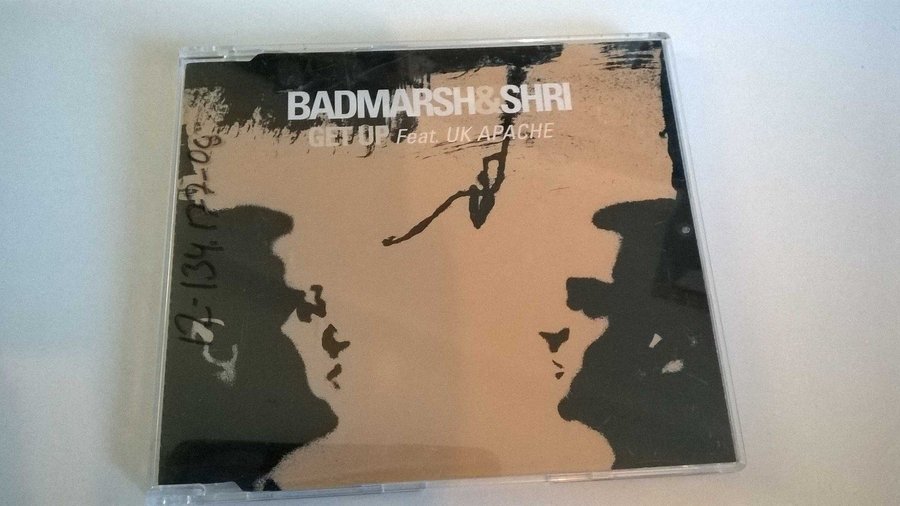 BADMARSH&SHRI
GET UP Feat. UK APACHE